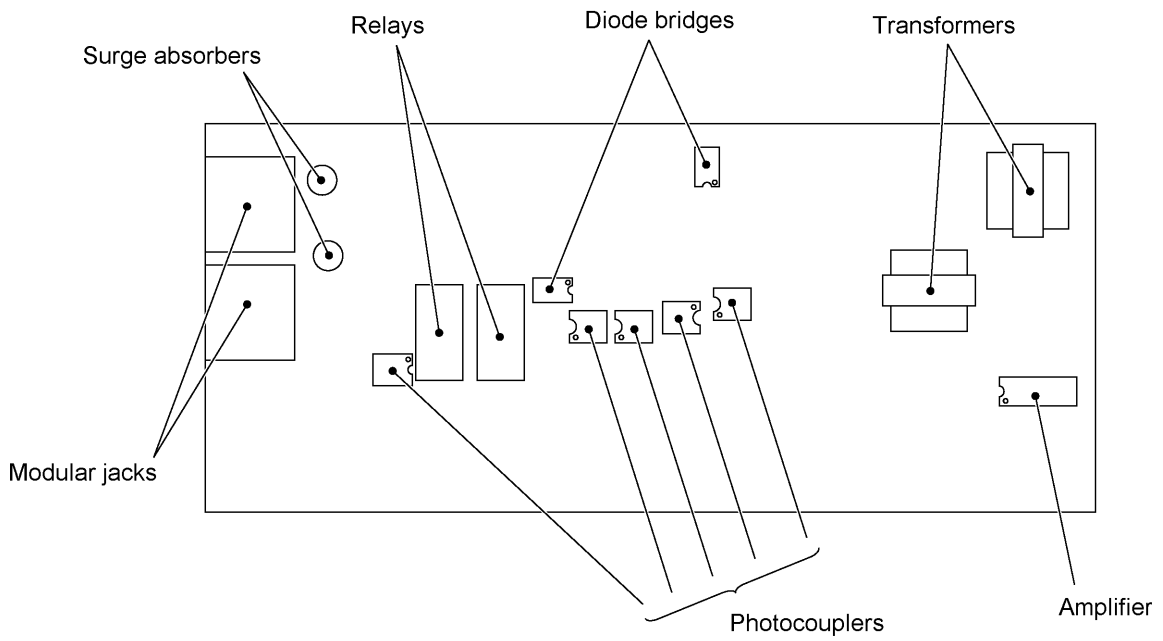 Diode bridges
Relays
Transformers
Surge absorbers
Modular jacks
Amplifier
Photocouplers